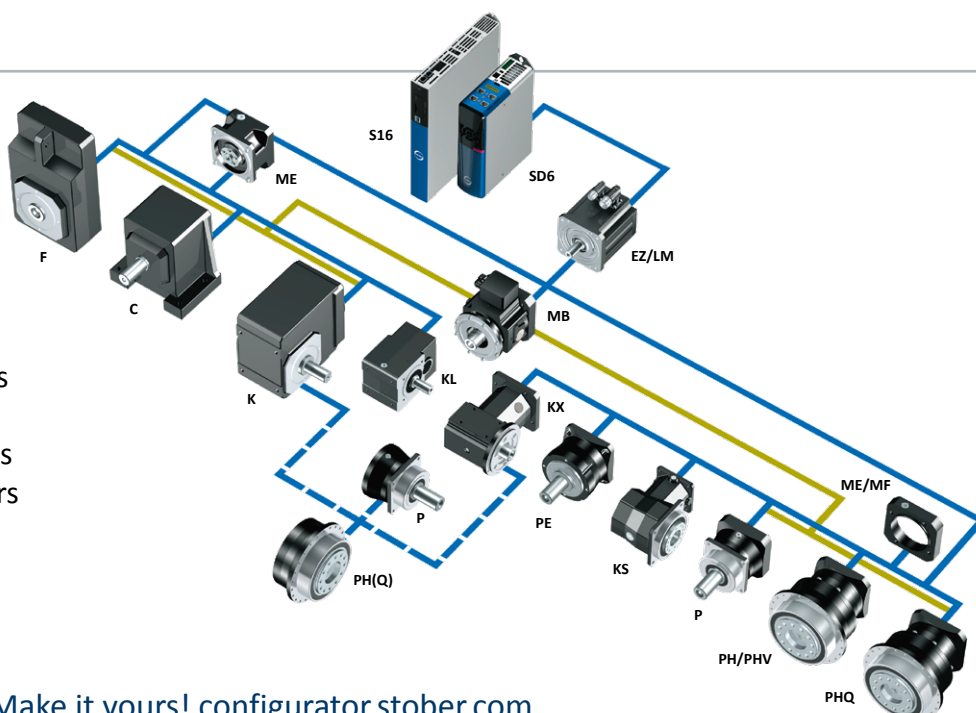 S16
SD6
ME
EZ/LM
F
C
MB
K
KL
KX
P
PE
ME/MF
PH(Q)
KS
P
PH/PHV
PHQ
s
s
rs
Make it yours! configurator.stober.com